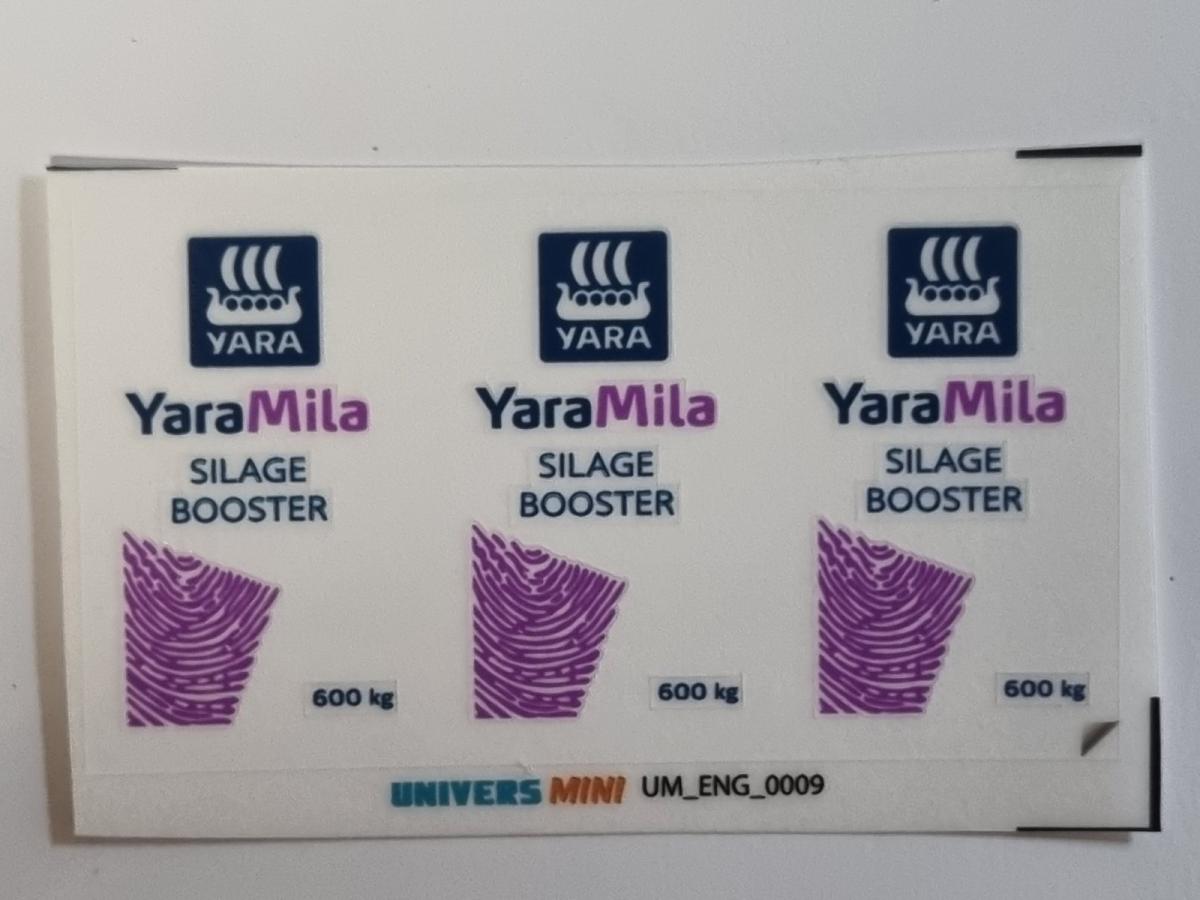 YARA
YaraMila
SILAGE
BOOSTER
600 kg
YARA
YaraMila
SILAGE
BOOSTER
600 kg
YARA
YaraMila
SILAGE
BOOSTER
600 kg
UNIVERS MINI UM_ENG_0009